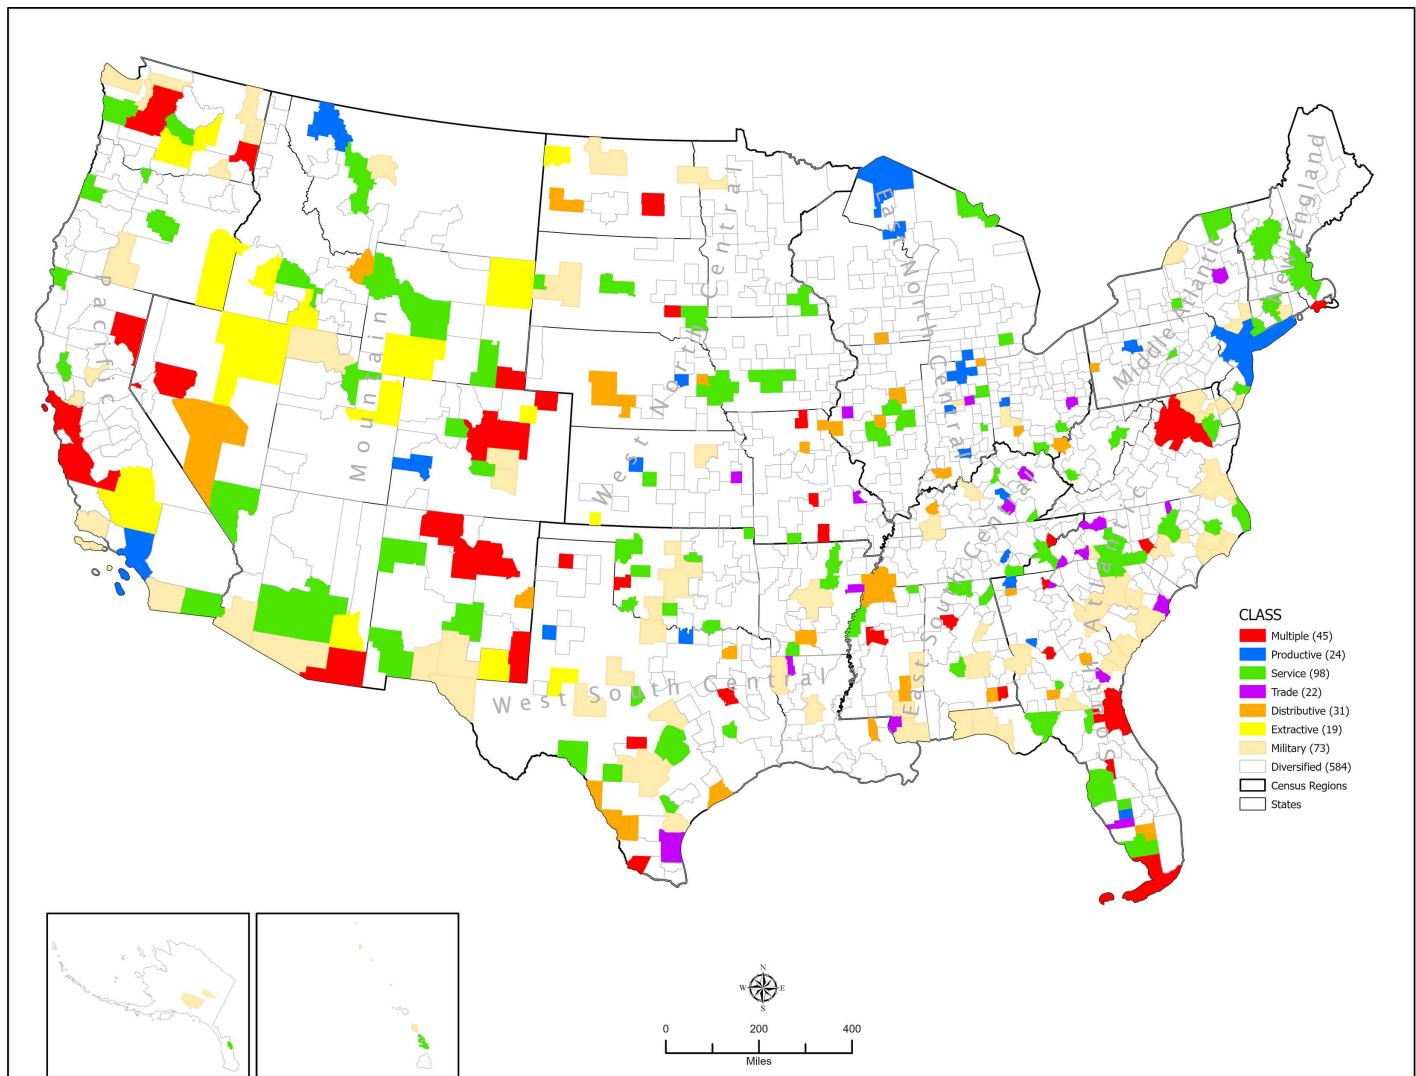 Pacific
Mountain
West North Central
East North Central
Middle Atlantic
New England
West South Central
East South Central
South Atlantic
CLASS
Multiple (45)
Productive (24)
Service (98)
Trade (22)
Distributive (31)
Extractive (19)
Military (73)
Diversified (584)
Census Regions
States
N
W E
S
0 200 400
Miles